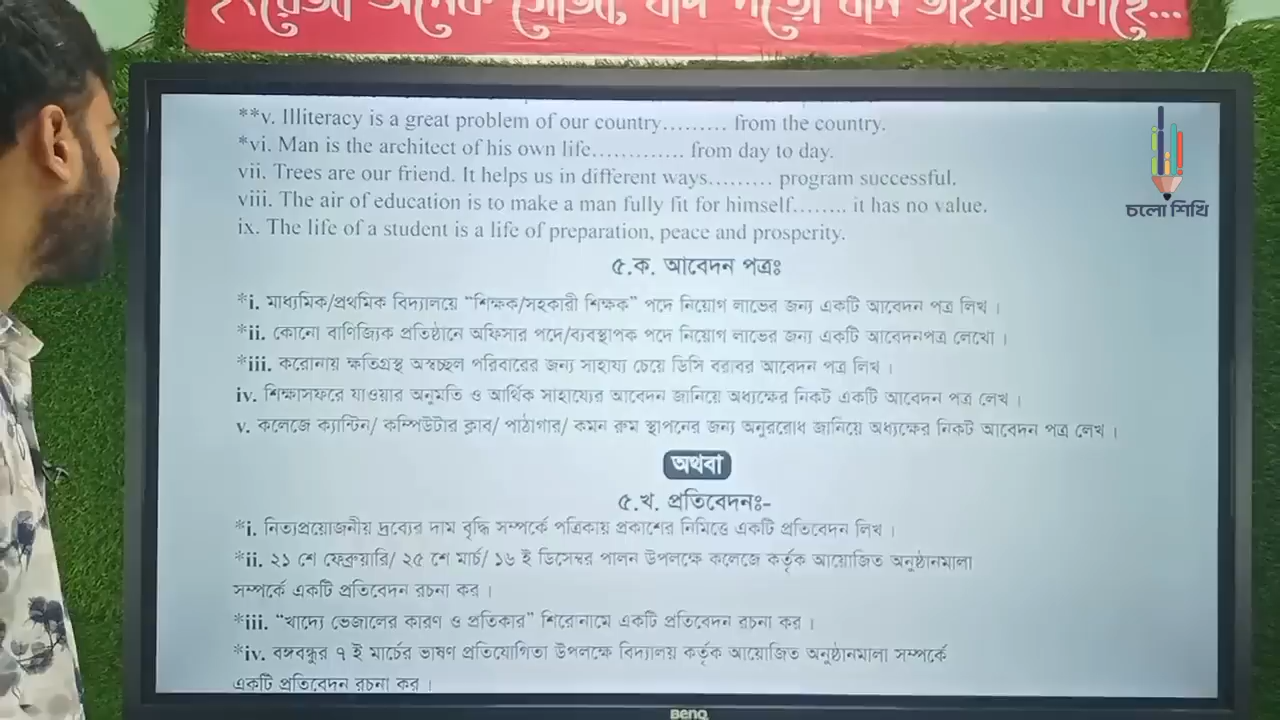 ইংরেজী অনেক সোজা, যদি পড়ো বনি ভাইয়ার কাছে...
**v. Illiteracy is a great problem of our country......... from the country.
*vi. Man is the architect of his own life............. from day to day.
vii. Trees are our friend. It helps us in different ways......... program successful.
viii. The air of education is to make a man fully fit for himself........ it has no value.
ix. The life of a student is a life of preparation, peace and prosperity.
চলো শিখি
৫.ক. আবেদন পত্রঃ
*i. মাধ্যমিক/প্রথমিক বিদ্যালয়ে “শিক্ষক/সহকারী শিক্ষক” পদে নিয়োগ লাভের জন্য একটি আবেদন পত্র লিখ ।
*ii. কোনো বাণিজ্যিক প্রতিষ্ঠানে অফিসার পদে/ব্যবস্থাপক পদে নিয়োগ লাভের জন্য একটি আবেদনপত্র লেখো ।
*iii. করোনায় ক্ষতিগ্রস্থ অস্বচ্ছল পরিবারের জন্য সাহায্য চেয়ে ডিসি বরাবর আবেদন পত্র লিখ ।
iv. শিক্ষাসফরে যাওয়ার অনুমতি ও আর্থিক সাহায্যের আবেদন জানিয়ে অধ্যক্ষের নিকট একটি আবেদন পত্র লেখ ।
v. কলেজে ক্যান্টিন/ কম্পিউটার ক্লাব/ পাঠাগার/ কমন রুম স্থাপনের জন্য অনুররোধ জানিয়ে অধ্যক্ষের নিকট আবেদন পত্র লেখ ।
অথবা
৫.খ. প্রতিবেদনঃ-
*i. নিত্যপ্রয়োজনীয় দ্রব্যের দাম বৃদ্ধি সম্পর্কে পত্রিকায় প্রকাশের নিমিত্তে একটি প্রতিবেদন লিখ ।
*ii. ২১ শে ফেব্রুয়ারি/ ২৫ শে মার্চ/ ১৬ ই ডিসেম্বর পালন উপলক্ষে কলেজে কর্তৃক আয়োজিত অনুষ্ঠানমালা
সম্পর্কে একটি প্রতিবেদন রচনা কর ।
*iii. “খাদ্যে ভেজালের কারণ ও প্রতিকার” শিরোনামে একটি প্রতিবেদন রচনা কর ।
*iv. বঙ্গবন্ধুর ৭ ই মার্চের ভাষণ প্রতিযোগিতা উপলক্ষে বিদ্যালয় কর্তৃক আয়োজিত অনুষ্ঠানমালা সম্পর্কে
একটি প্রতিবেদন রচনা কর ।
BenQ